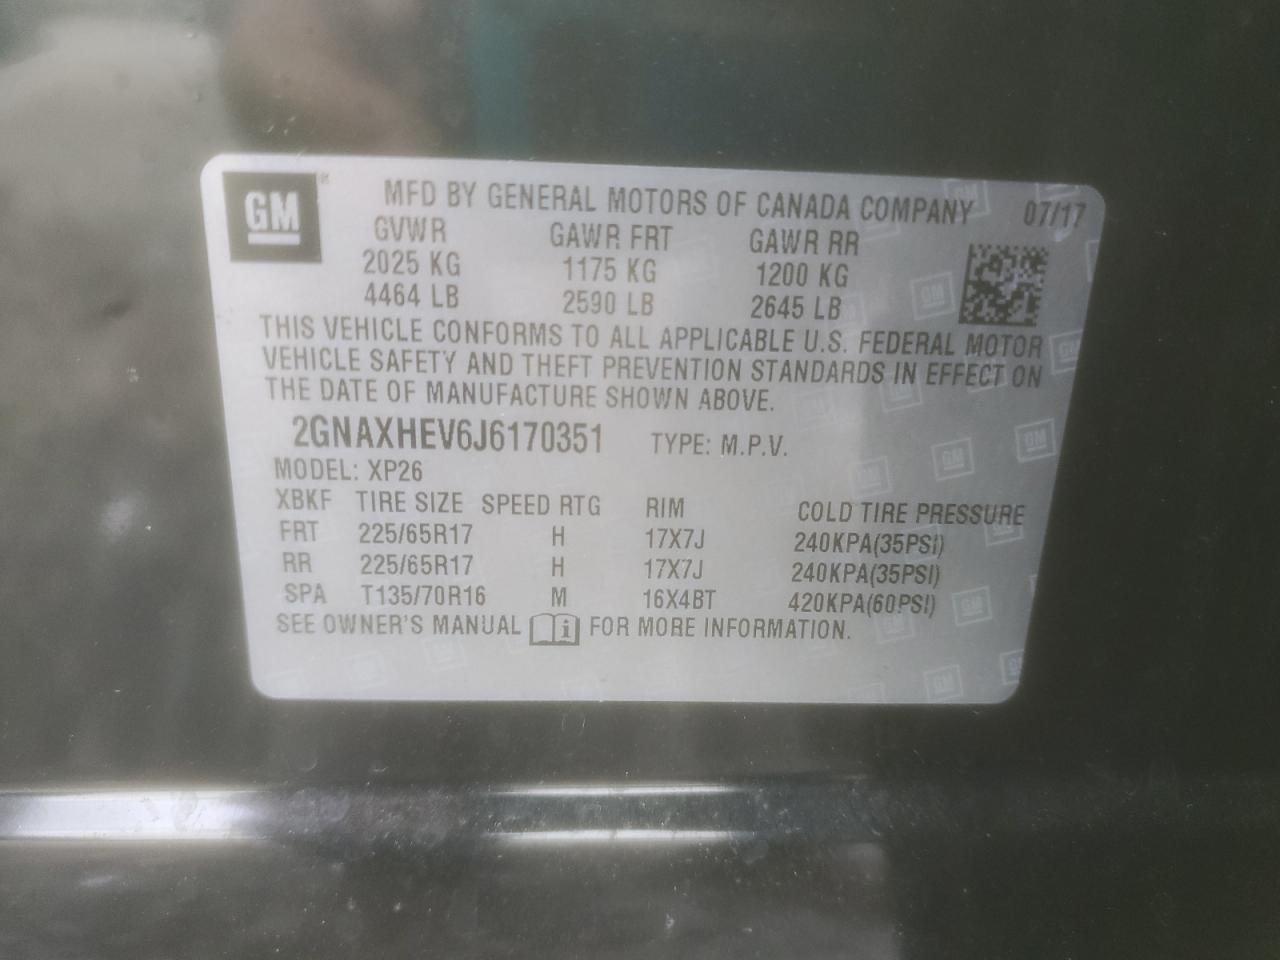 GM ® MFD BY GENERAL MOTORS OF CANADA COMPANY 07/17
GVWR GAWR FRT GAWR RR
2025 KG 1175 KG 1200 KG
4464 LB 2590 LB 2645 LB
THIS VEHICLE CONFORMS TO ALL APPLICABLE U.S. FEDERAL MOTOR
VEHICLE SAFETY AND THEFT PREVENTION STANDARDS IN EFFECT ON
THE DATE OF MANUFACTURE SHOWN ABOVE.
2GNAXHEV6J6170351 TYPE: M.P.V.
MODEL: XP26
XBKF TIRE SIZE SPEED RTG RIM COLD TIRE PRESSURE
FRT 225/65R17 H 17X7J 240KPA(35PSI)
RR 225/65R17 H 17X7J 240KPA(35PSI)
SPA T135/70R16 M 16X4BT 420KPA(60PSI)
SEE OWNER'S MANUAL i FOR MORE INFORMATION.